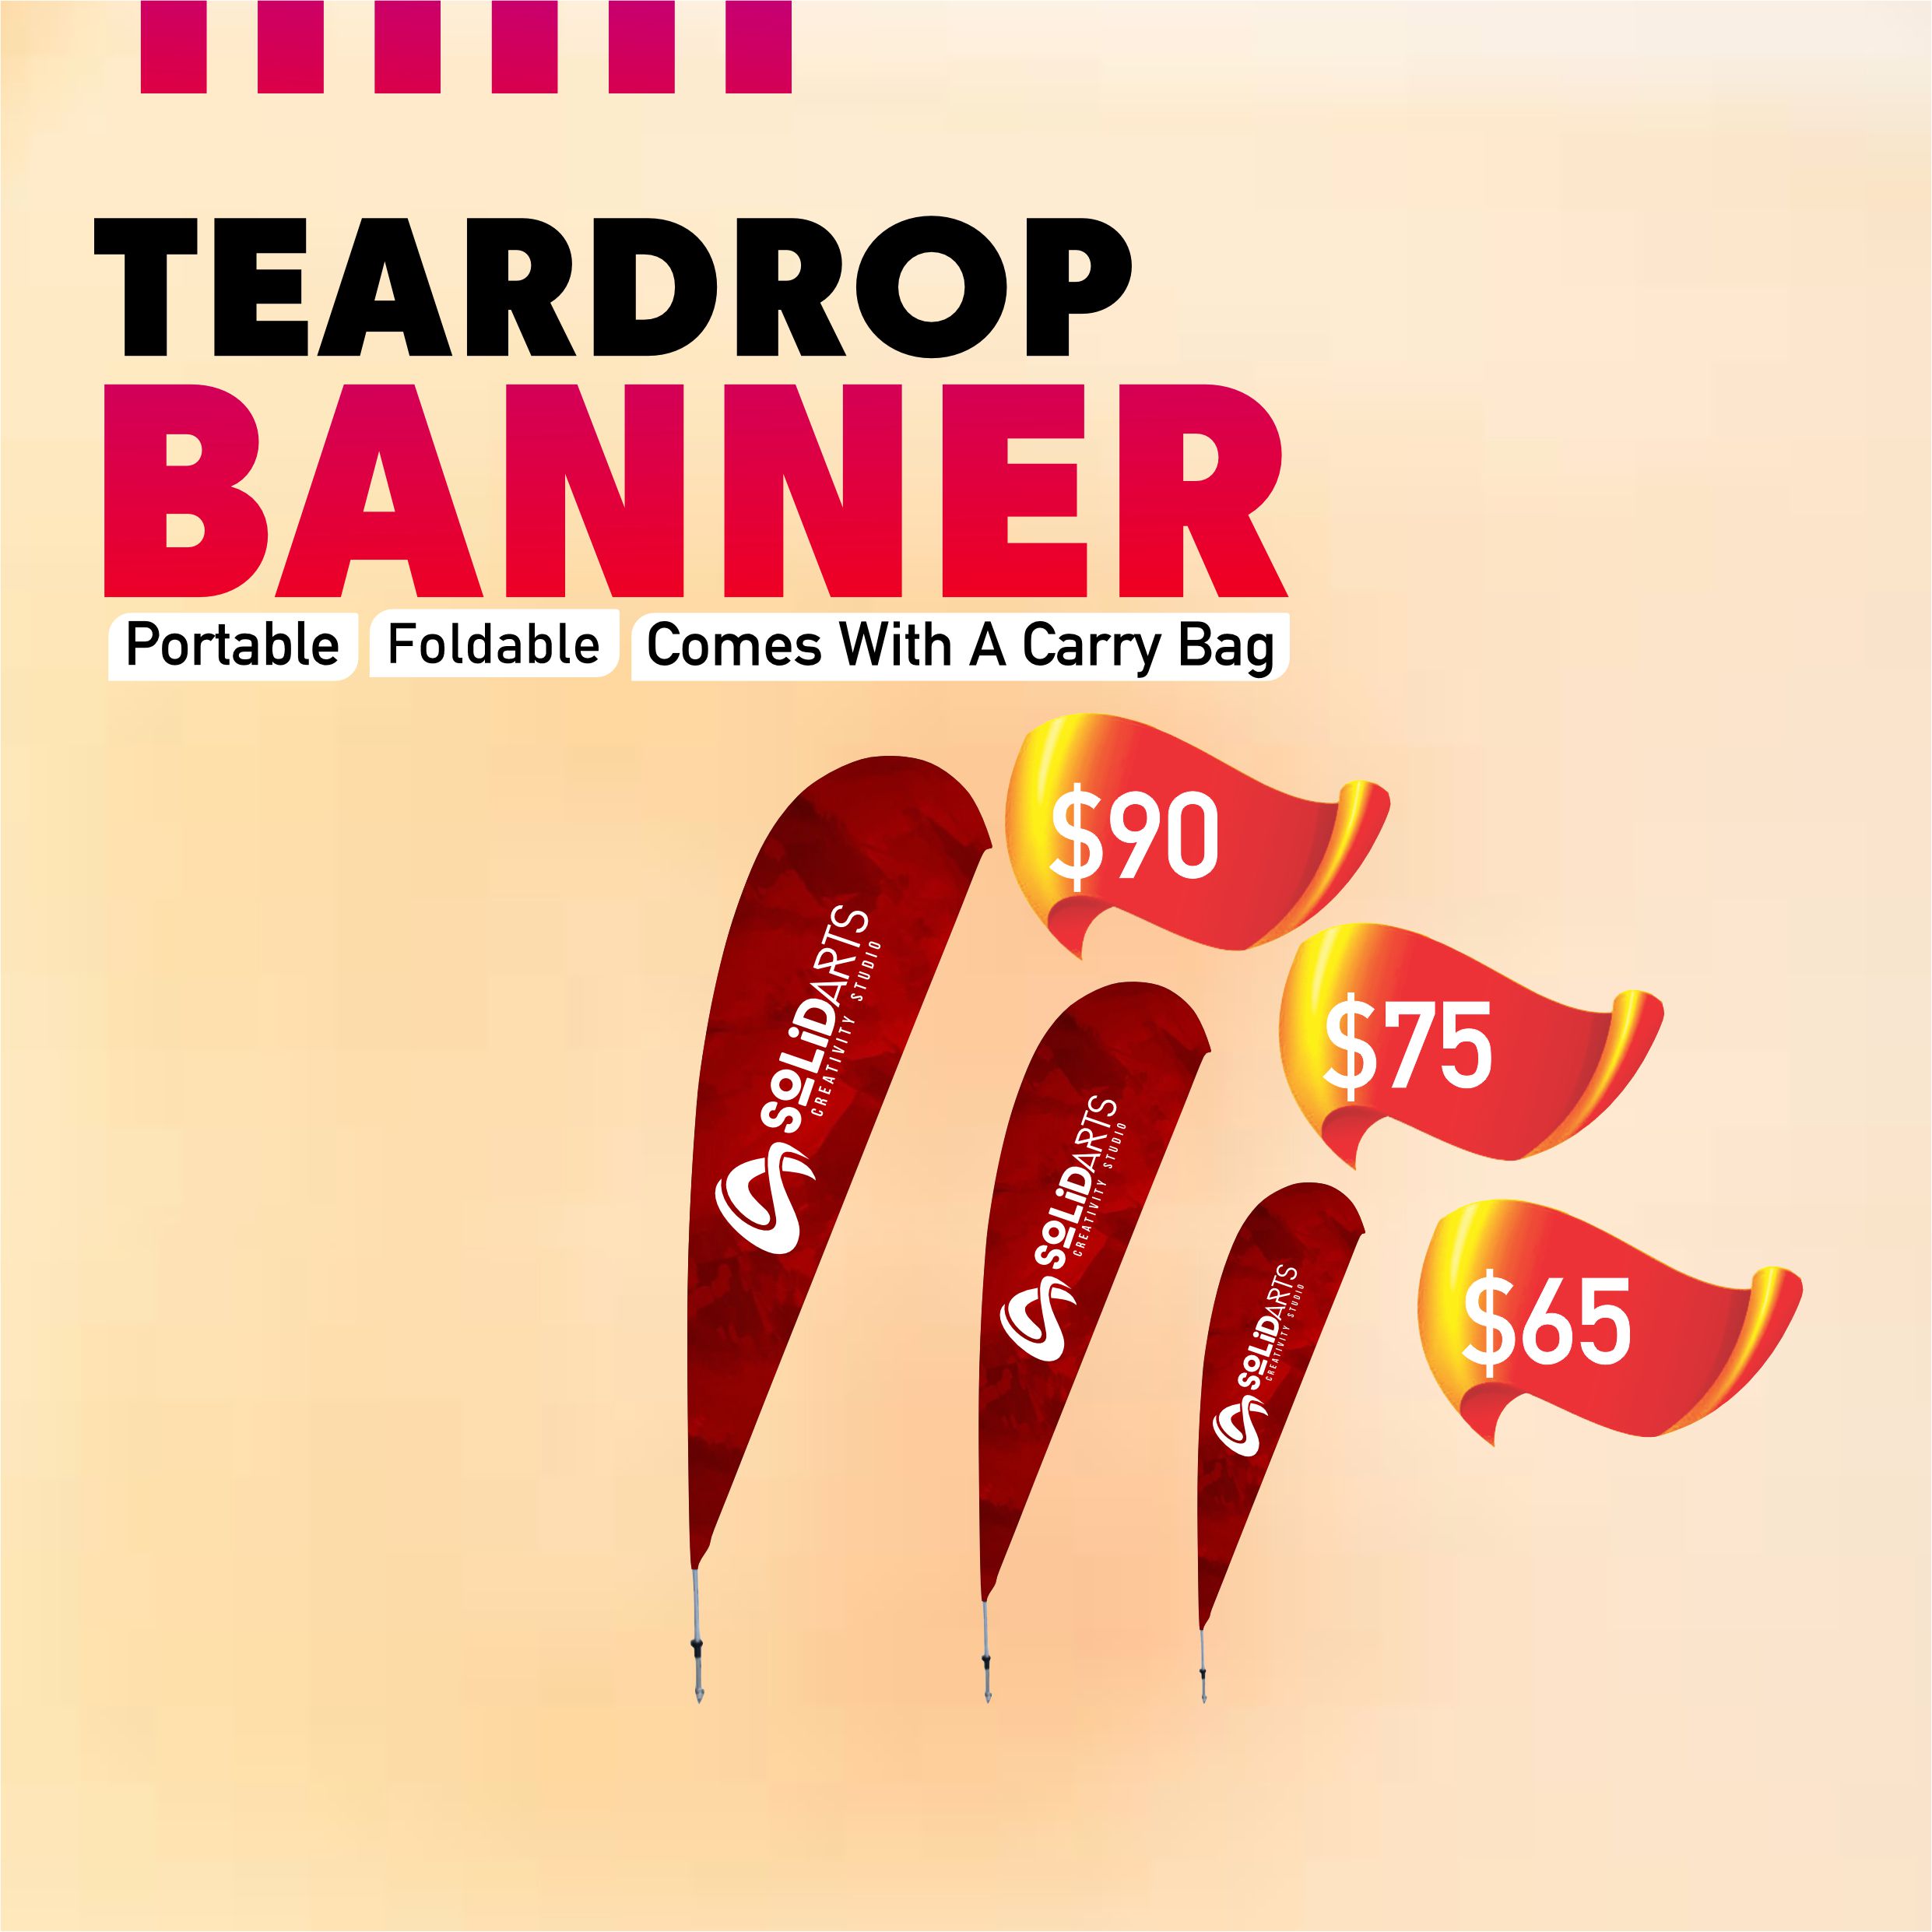 TEARDROP
BANNER
Portable Foldable Comes With A Carry Bag
$90
SOLiDARTS
CREATIVITY STUDIO
$75
SOLiDARTS
CREATIVITY STUDIO
$65
SOLiDARTS
CREATIVITY STUDIO